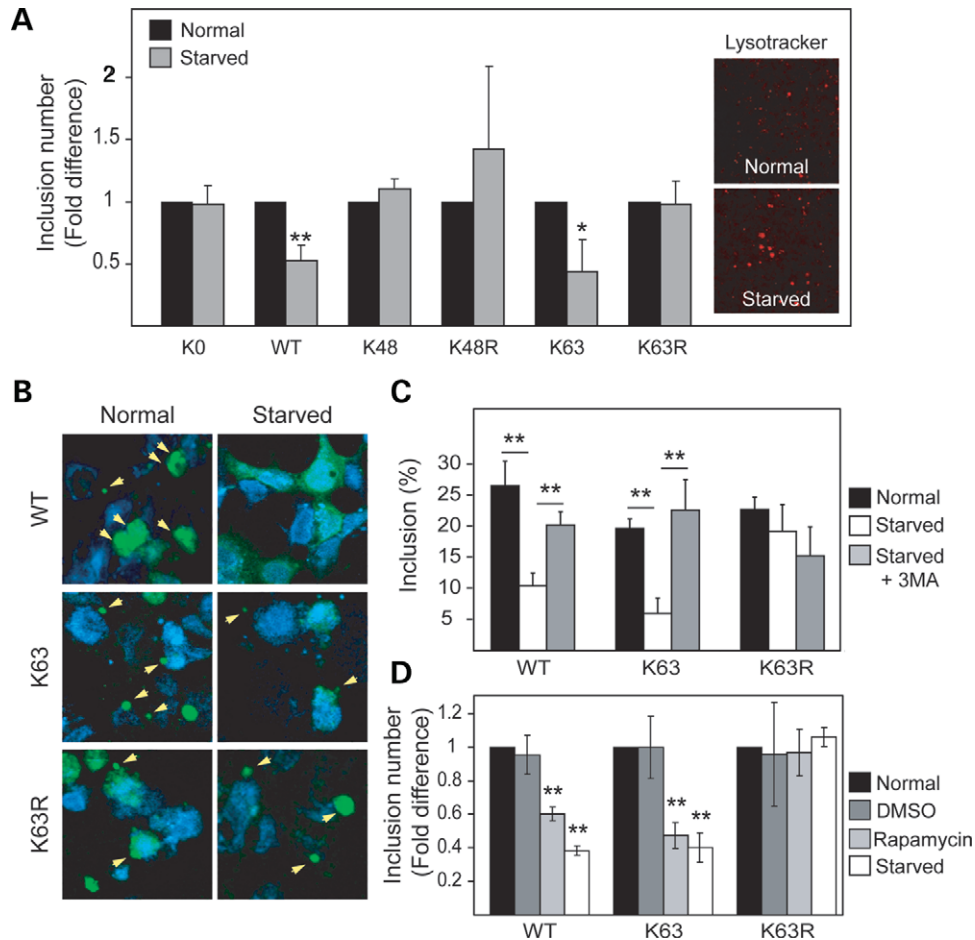 A
Normal
Starved
Inclusion number
(Fold difference)
2
1.5
1
0.5
**
*
K0 WT K48 K48R K63 K63R
Lysotracker
Normal
Starved
B
Normal Starved
WT
K63
K63R
C
Inclusion (%)
30
25
20
15
10
5
** ** ** **
WT K63 K63R
Normal
Starved
Starved
+ 3MA
D
Inclusion number
(Fold difference)
1.2
1
0.8
0.6
0.4
0.2
** ** ** **
WT K63 K63R
Normal
DMSO
Rapamycin
Starved